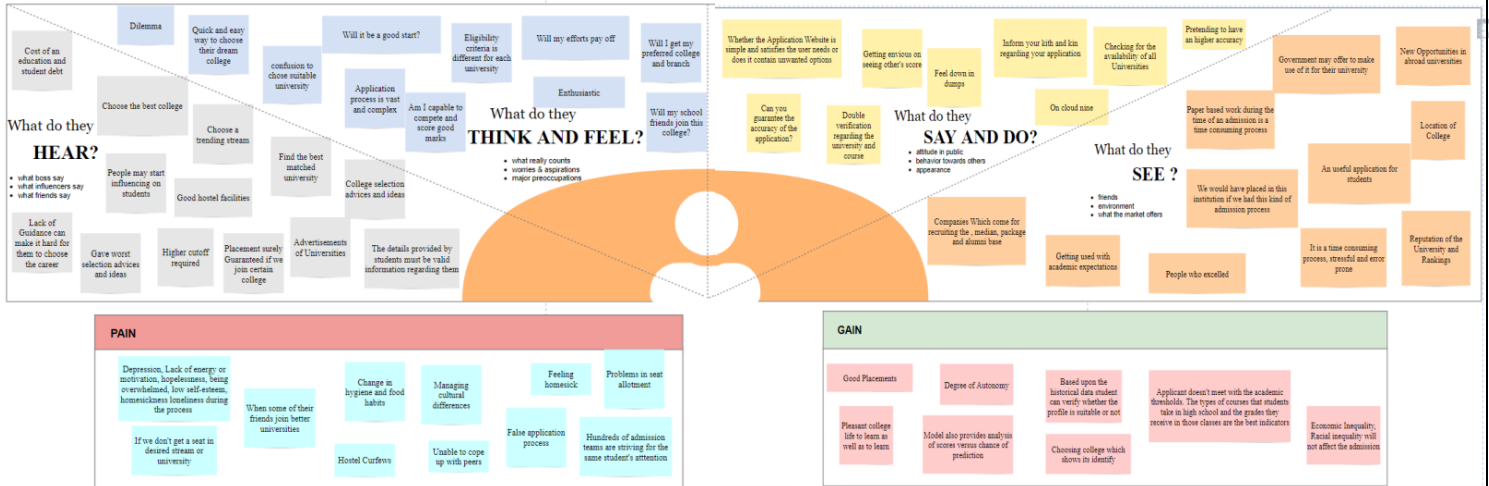 Cost of an
education and
student debt
Choose the best college
Choose a
trending stream
What do they
HEAR?
• what boss say
• what influencers say
• what friends say
People may start
influencing on
students
Good hostel facilities
Find the best
matched
university
College selection
advices and ideas
Lack of
Guidance can
make it hard for
them to choose
the career
Gave worst
selection advices
and ideas
Higher cutoff
required
Placement surely
Guaranteed if we
join certain
college
Advertisements
of Universities
The details provided by
students must be valid
information regarding them
Dilemma
Quick and easy
way to choose
their dream
college
confusion to
chose suitable
university
Will it be a good start?
Eligibility
criteria is
different for each
university
Will my efforts pay off
Will I get my
preferred college
and branch
Application
process is vast
and complex
Am I capable to
compete and
score good
marks
Enthusiastic
Will my school
friends join this
college?
What do they
THINK AND FEEL?
• what really counts
• worries & aspirations
• major preoccupations
Whether the Application Website is
simple and satisfies the user needs or
does it contain unwanted options
Getting envious on
seeing other's score
Feel down in
dumps
Inform your kith and kin
regarding your application
Checking for the
availability of all
Universities
Pretending to have
an higher accuracy
Can you
guarantee the
accuracy of the
application?
Double
verification
regarding the
university and
course
On cloud nine
What do they
SAY AND DO?
• attitude in public
• behavior towards others
• appearance
Government may offer to make
use of it for their university
New Opportunities in
abroad universities
Paper based work during the
time of an admission is a
time consuming process
Location of
College
What do they
SEE ?
• friends
• environment
• what the market offers
An useful application for
students
We would have placed in this
institution if we had this kind of
admission process
Companies Which come for
recruiting the , median, package
and alumni base
Getting used with
academic expectations
People who excelled
It is a time consuming
process, stressful and error
prone
Reputation of the
University and
Rankings
PAIN
Depression, Lack of energy or
motivation, hopelessness, being
overwhelmed, low self-esteem,
homesickness loneliness during
the process
When some of their
friends join better
universities
Change in
hygiene and food
habits
Managing
cultural
differences
Feeling
homesick
Problems in seat
allotment
If we don't get a seat in
desired stream or
university
Hostel Curfews
Unable to cope
up with peers
False application
process
Hundreds of admission
teams are striving for the
same student's atttention
GAIN
Good Placements
Degree of Autonomy
Based upon the
historical data student
can verify whether the
profile is suitable or not
Applicant doesn't meet with the academic
thresholds. The types of courses that students
take in high school and the grades they
receive in those classes are the best indicators
Pleasant college
life to learn as
well as to learn
Model also provides analysis
of scores versus chance of
prediction
Choosing college which
shows its identify
Economic Inequality,
Racial inequality will
not affect the admission